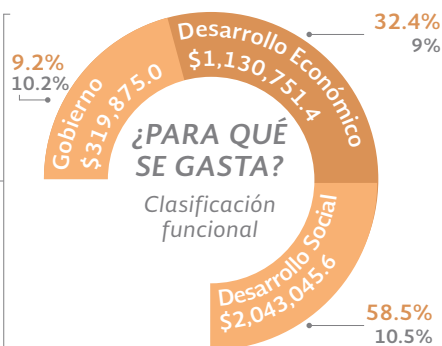 32.4%
9%
9.2%
10.2%
Gobierno
$319,875.0
Desarrollo Económico
$1,130,751.4
¿PARA QUÉ
SE GASTA?
Clasificación
funcional
Desarrollo Social
$2,043,045.6
58.5%
10.5%